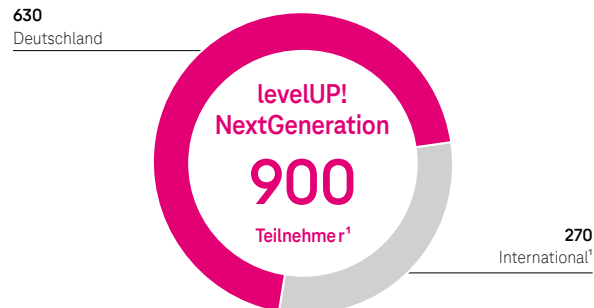 630
Deutschland
levelUP!
NextGeneration
900
Teilnehmer¹
270
International¹